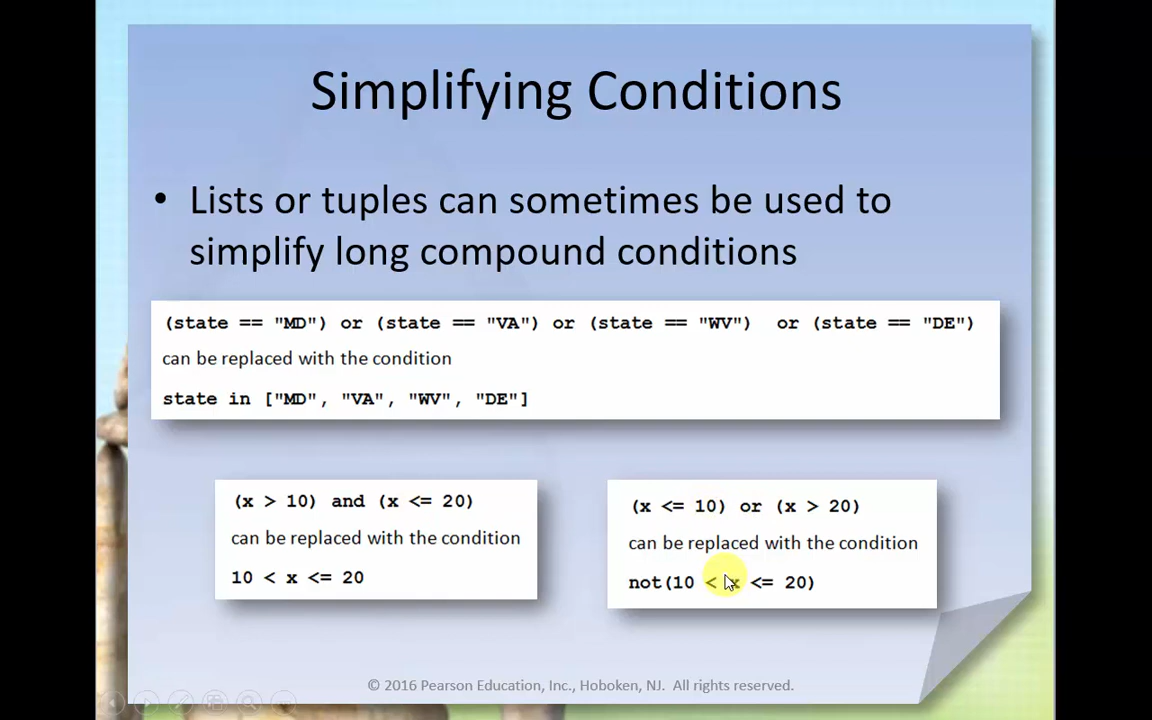 Simplifying Conditions
• Lists or tuples can sometimes be used to
simplify long compound conditions
(state == "MD") or (state == "VA") or (state == "WV")  or (state == "DE")
can be replaced with the condition
state in ["MD", "VA", "WV", "DE"]
(x > 10) and (x <= 20)
can be replaced with the condition
10 < x <= 20
(x <= 10) or (x > 20)
can be replaced with the condition
not(10 < x <= 20)
© 2016 Pearson Education, Inc., Hoboken, NJ.  All rights reserved.